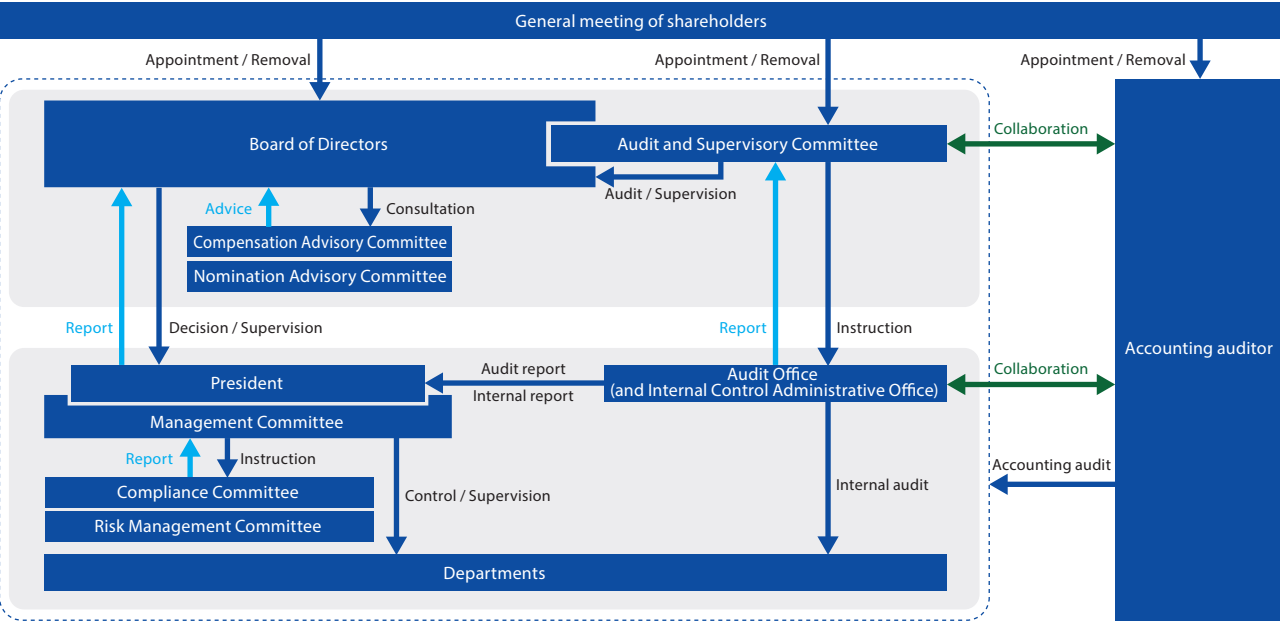 General meeting of shareholders
Appointment / Removal
Appointment / Removal
Appointment / Removal
Board of Directors
Audit and Supervisory Committee
Collaboration
Audit / Supervision
Advice
Consultation
Compensation Advisory Committee
Nomination Advisory Committee
Report
Decision / Supervision
Report
Instruction
Accounting auditor
President
Audit report
Internal report
Audit Office
(and Internal Control Administrative Office)
Collaboration
Management Committee
Report
Instruction
Compliance Committee
Risk Management Committee
Control / Supervision
Internal audit
Accounting audit
Departments